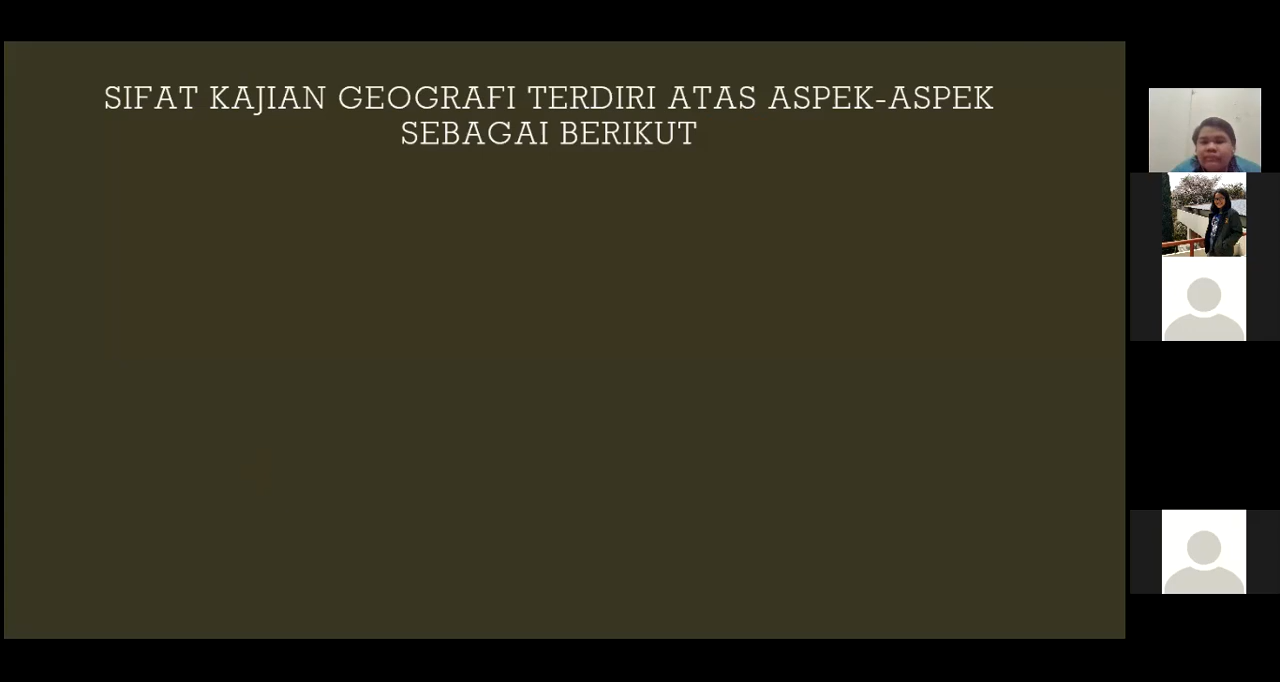 SIFAT KAJIAN GEOGRAFI TERDIRI ATAS ASPEK-ASPEK
SEBAGAI BERIKUT